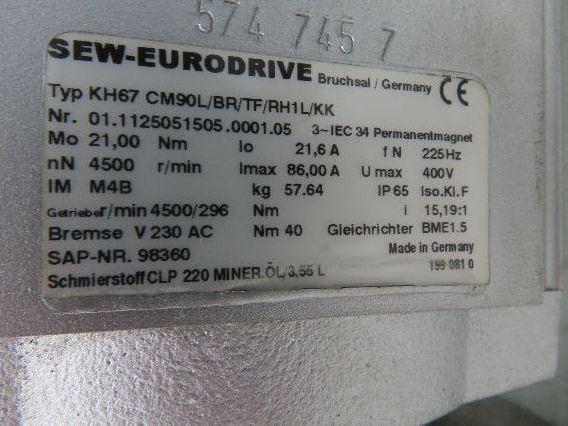 574 745 7
SEW-EURODRIVE Bruchsal / Germany CE
Typ KH67 CM90L/BR/TF/RH1L/KK
Nr. 01.1125051505.0001.05 3~IEC 34 Permanentmagnet
Mo 21,00 Nm Io 21,6 A f N 225Hz
nN 4500 r/min Imax 86,00 A U max 400V
IM M4B kg 57.64 IP 65 Iso.Kl.F
Getriebe r/min 4500/296 Nm i 15,19:1
Bremse V 230 AC Nm 40 Gleichrichter BME1.5
SAP-NR. 98360 Made in Germany
Schmierstoff CLP 220 MINER.ÖL/3,55 L 199 081 0